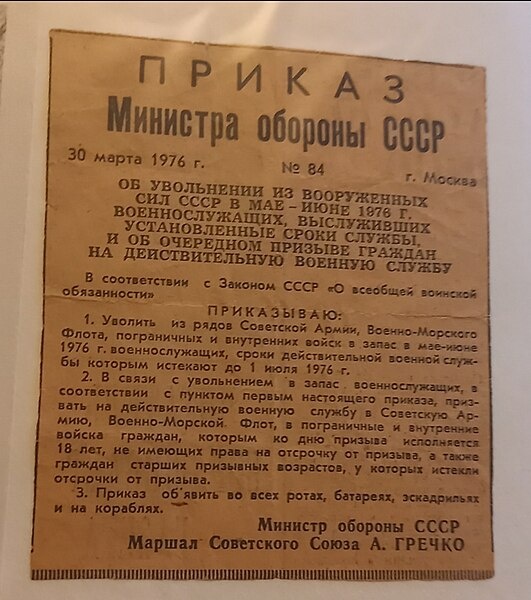 ПРИКАЗ
Министра обороны СССР
30 марта 1976 г. № 84 г. Москва
ОБ УВОЛЬНЕНИИ ИЗ ВООРУЖЕННЫХ
СИЛ СССР В МАЕ – ИЮНЕ 1976 Г.
ВОЕННОСЛУЖАЩИХ, ВЫСЛУЖИВШИХ
УСТАНОВЛЕННЫЕ СРОКИ СЛУЖБЫ,
И ОБ ОЧЕРЕДНОМ ПРИЗЫВЕ ГРАЖДАН
НА ДЕЙСТВИТЕЛЬНУЮ ВОЕННУЮ СЛУЖБУ
В соответствии с Законом СССР «О всеобщей воинской
обязанности»
ПРИКАЗЫВАЮ:
1. Уволить из рядов Советской Армии, Военно-Морского
Флота, пограничных и внутренних войск в запас в мае-июне
1976 г. военнослужащих, сроки действительной военной служ-
бы которым истекают до 1 июля 1976 г.
2. В связи с увольнением в запас военнослужащих, в
соответствии с пунктом первым настоящего приказа, приз-
вать на действительную военную службу в Советскую Ар-
мию, Военно-Морской Флот, в пограничные и внутренние
войска граждан, которым ко дню призыва исполняется
18 лет, не имеющих права на отсрочку от призыва, а также
граждан старших призывных возрастов, у которых истекли
отсрочки от призыва.
3. Приказ об'явить во всех ротах, батареях, эскадрильях
и на кораблях.
Министр обороны СССР
Маршал Советского Союза А. ГРЕЧКО